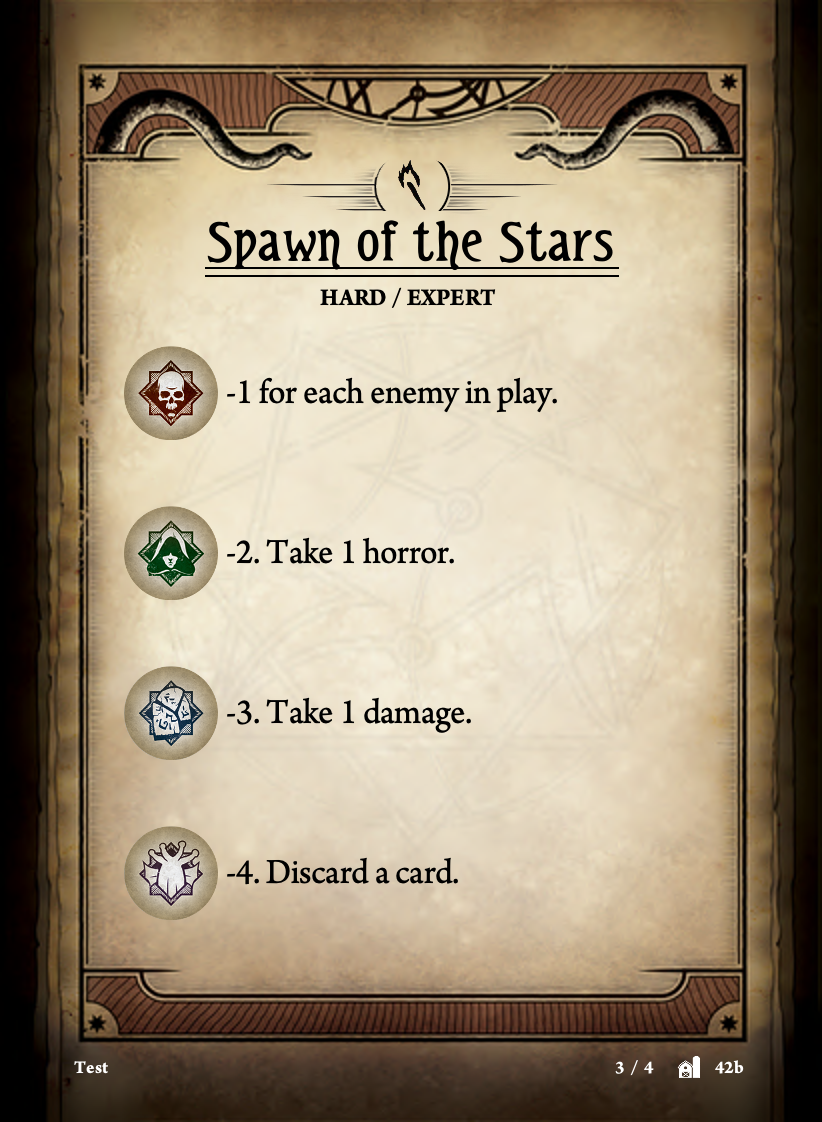 Spawn of the Stars
HARD / EXPERT
-1 for each enemy in play.
-2. Take 1 horror.
-3. Take 1 damage.
-4. Discard a card.
Test
3 / 4
42b